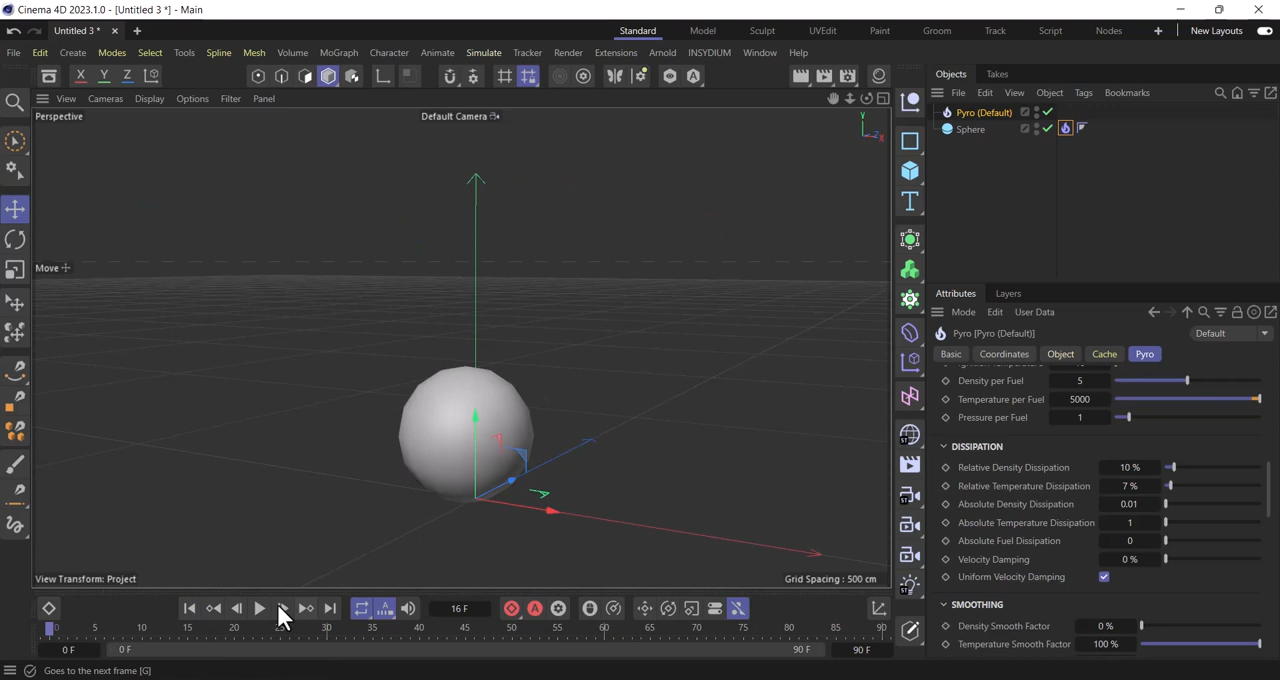 Cinema 4D 2023.1.0 - [Untitled 3 *] - Main
Untitled 3 *
Standard Model Sculpt UVEdit Paint Groom Track Script Nodes New Layouts
File Edit Create Modes Select Tools Spline Mesh Volume MoGraph Character Animate Simulate Tracker Render Extensions Arnold INSYDIUM Window Help
X Y Z
Objects Takes
View Cameras Display Options Filter Panel
File Edit View Object Tags Bookmarks
Perspective
Default Camera
Pyro (Default)
Sphere
Move
Attributes Layers
Mode Edit User Data
Pyro [Pyro (Default)]
Default
Basic Coordinates Object Cache Pyro
Density per Fuel 5
Temperature per Fuel 5000
Pressure per Fuel 1
DISSIPATION
Relative Density Dissipation 10 %
Relative Temperature Dissipation 7 %
Absolute Density Dissipation 0.01
Absolute Temperature Dissipation 1
Absolute Fuel Dissipation 0
Velocity Damping 0 %
Uniform Velocity Damping
View Transform: Project
Grid Spacing : 500 cm
SMOOTHING
Density Smooth Factor 0 %
Temperature Smooth Factor 100 %
16 F
0 5 10 15 20 25 30 35 40 45 50 55 60 65 70 75 80 85 90
0 F 0 F 90 F 90 F
Goes to the next frame [G]